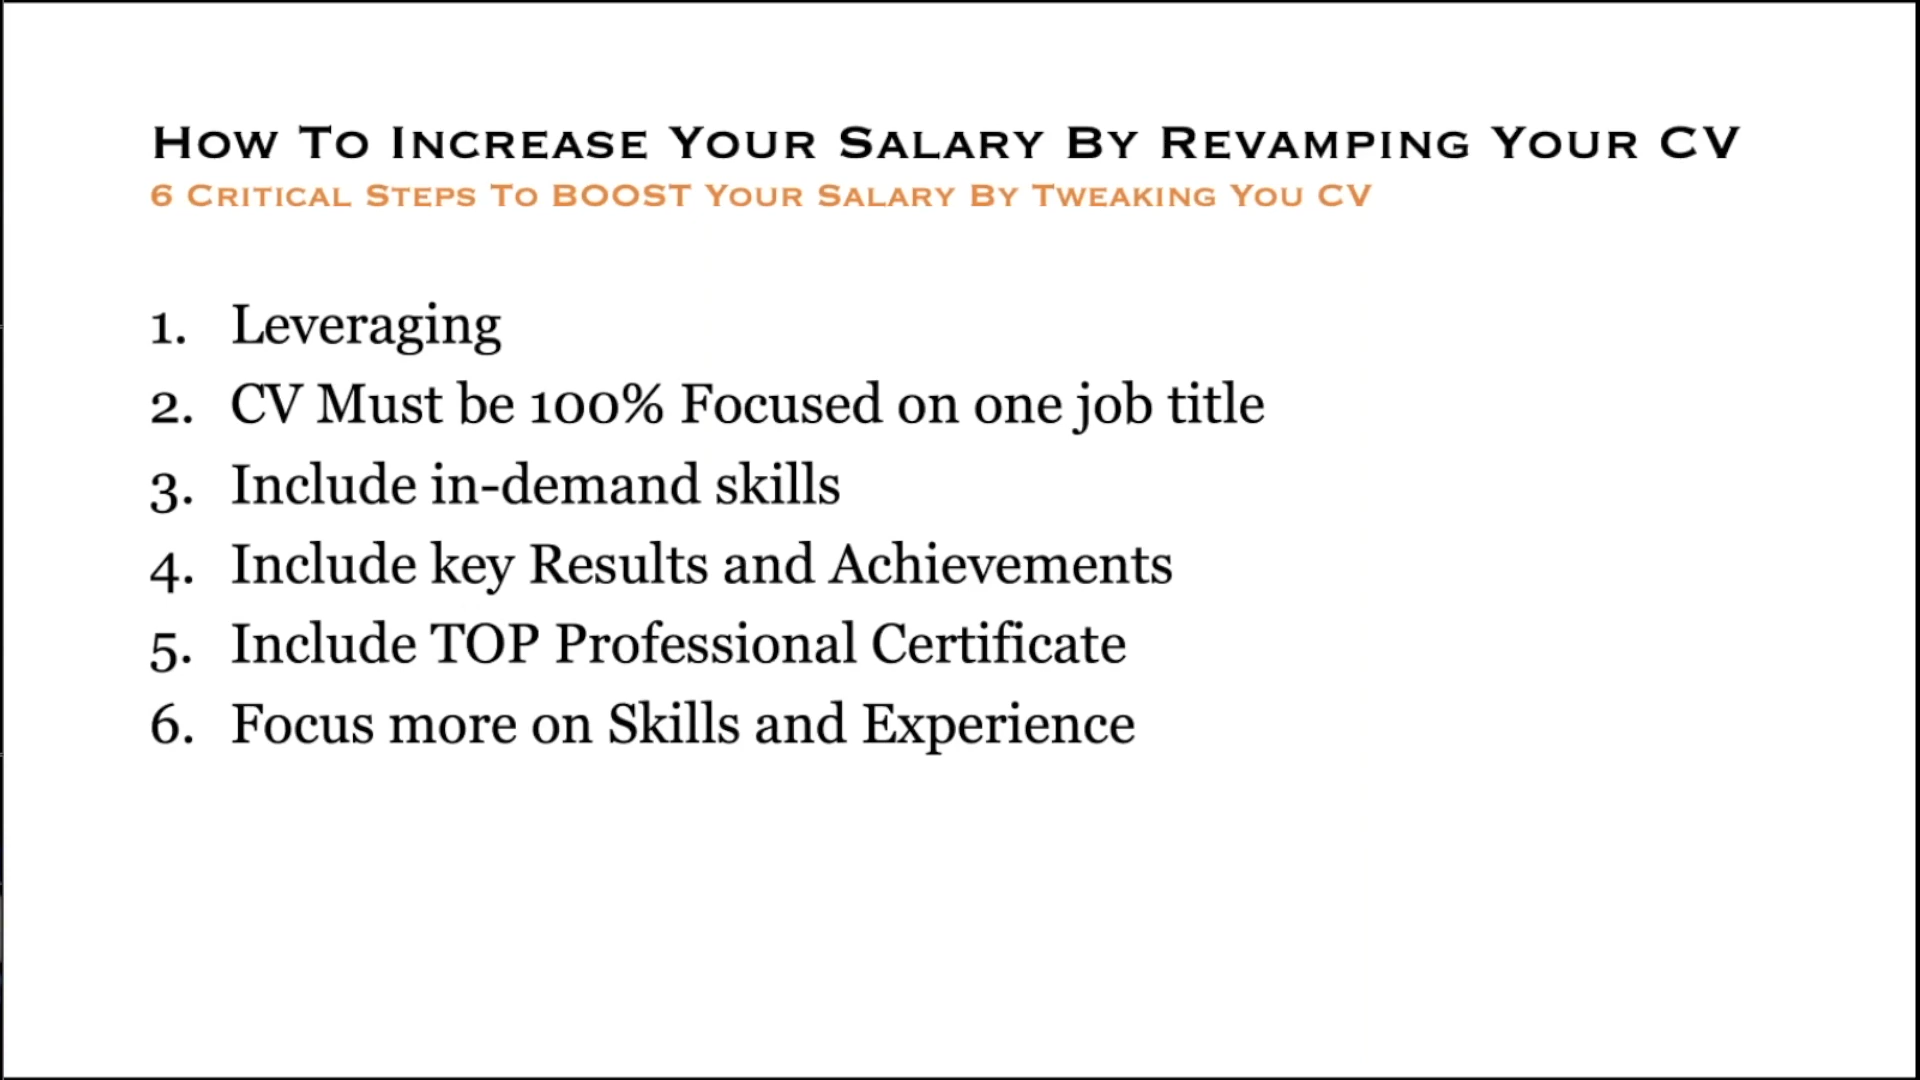 How To Increase Your Salary By Revamping Your CV
6 Critical Steps To BOOST Your Salary By Tweaking You CV
1. Leveraging
2. CV Must be 100% Focused on one job title
3. Include in-demand skills
4. Include key Results and Achievements
5. Include TOP Professional Certificate
6. Focus more on Skills and Experience